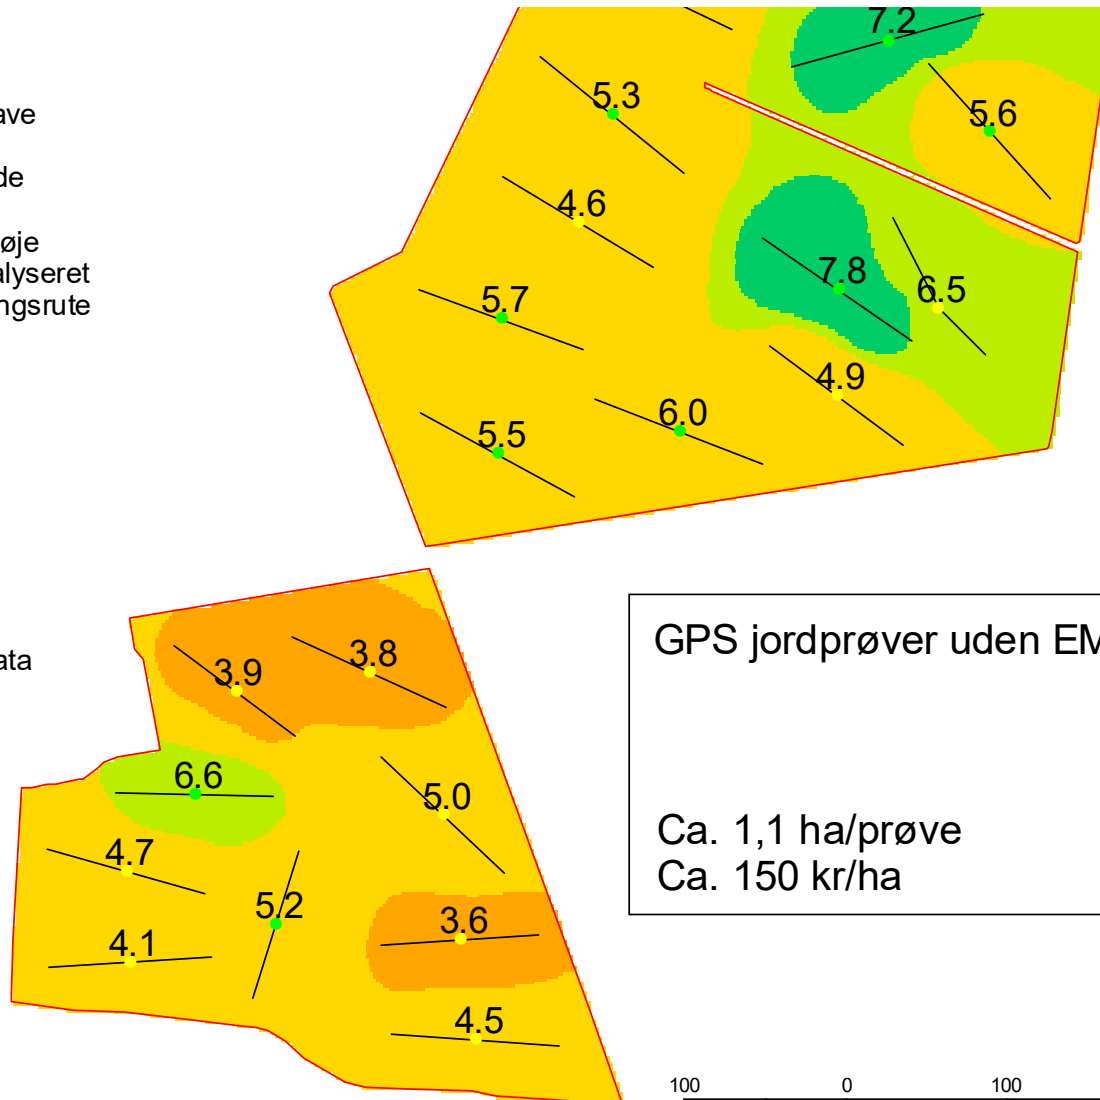 7.2
ave
5.3
5.6
de
4.6
øje
7.8
alyseret
6.5
5.7
ngsrute
4.9
6.0
5.5
GPS jordprøver uden EM
3.8
ata
3.9
6.6
5.0
Ca. 1,1 ha/prøve
4.7
Ca. 150 kr/ha
5.2
3.6
4.1
4.5
100 0 100